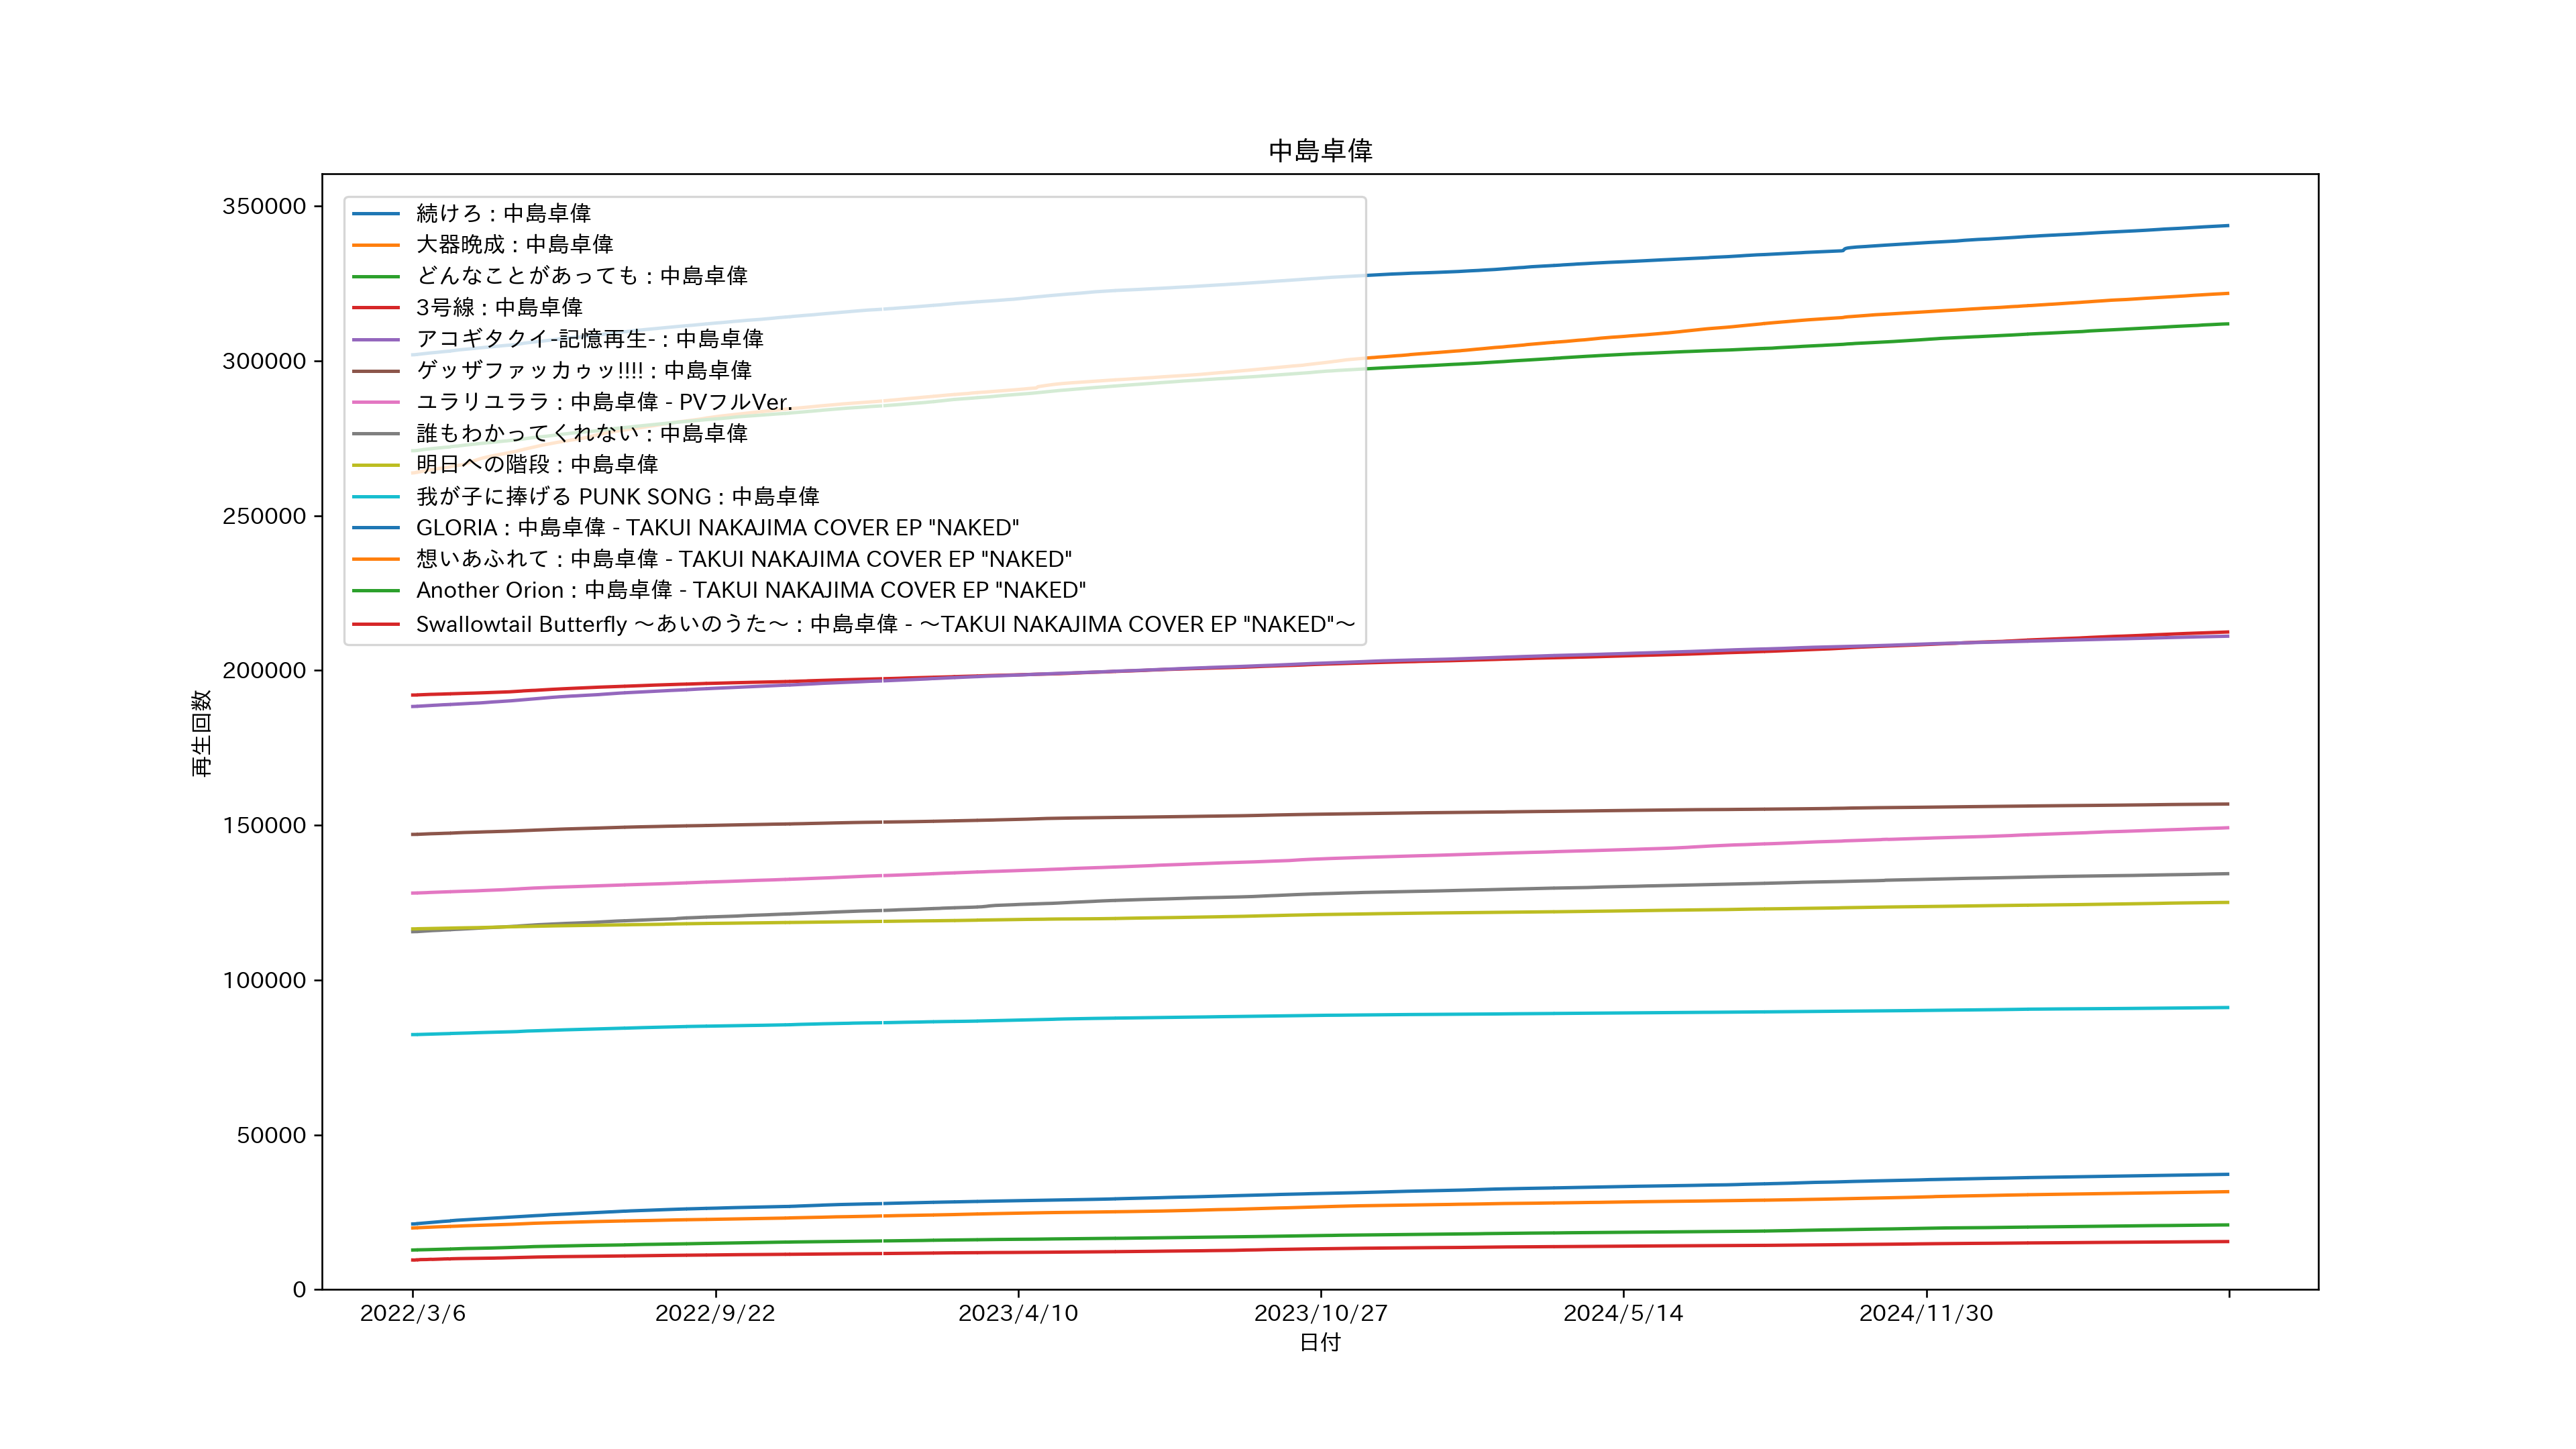 中島卓偉
350000
300000
250000
200000
150000
100000
50000
0
再生回数
続けろ : 中島卓偉
大器晩成 : 中島卓偉
どんなことがあっても : 中島卓偉
3号線 : 中島卓偉
アコギタクイ-記憶再生- : 中島卓偉
ゲッザファッカゥッ!!!! : 中島卓偉
ユラリユララ : 中島卓偉 - PVフルVer.
誰もわかってくれない : 中島卓偉
明日への階段 : 中島卓偉
我が子に捧げる PUNK SONG : 中島卓偉
GLORIA : 中島卓偉 - TAKUI NAKAJIMA COVER EP "NAKED"
想いあふれて : 中島卓偉 - TAKUI NAKAJIMA COVER EP "NAKED"
Another Orion : 中島卓偉 - TAKUI NAKAJIMA COVER EP "NAKED"
Swallowtail Butterfly 〜あいのうた〜 : 中島卓偉 - 〜TAKUI NAKAJIMA COVER EP "NAKED"〜
2022/3/6
2022/9/22
2023/4/10
2023/10/27
2024/5/14
2024/11/30
日付